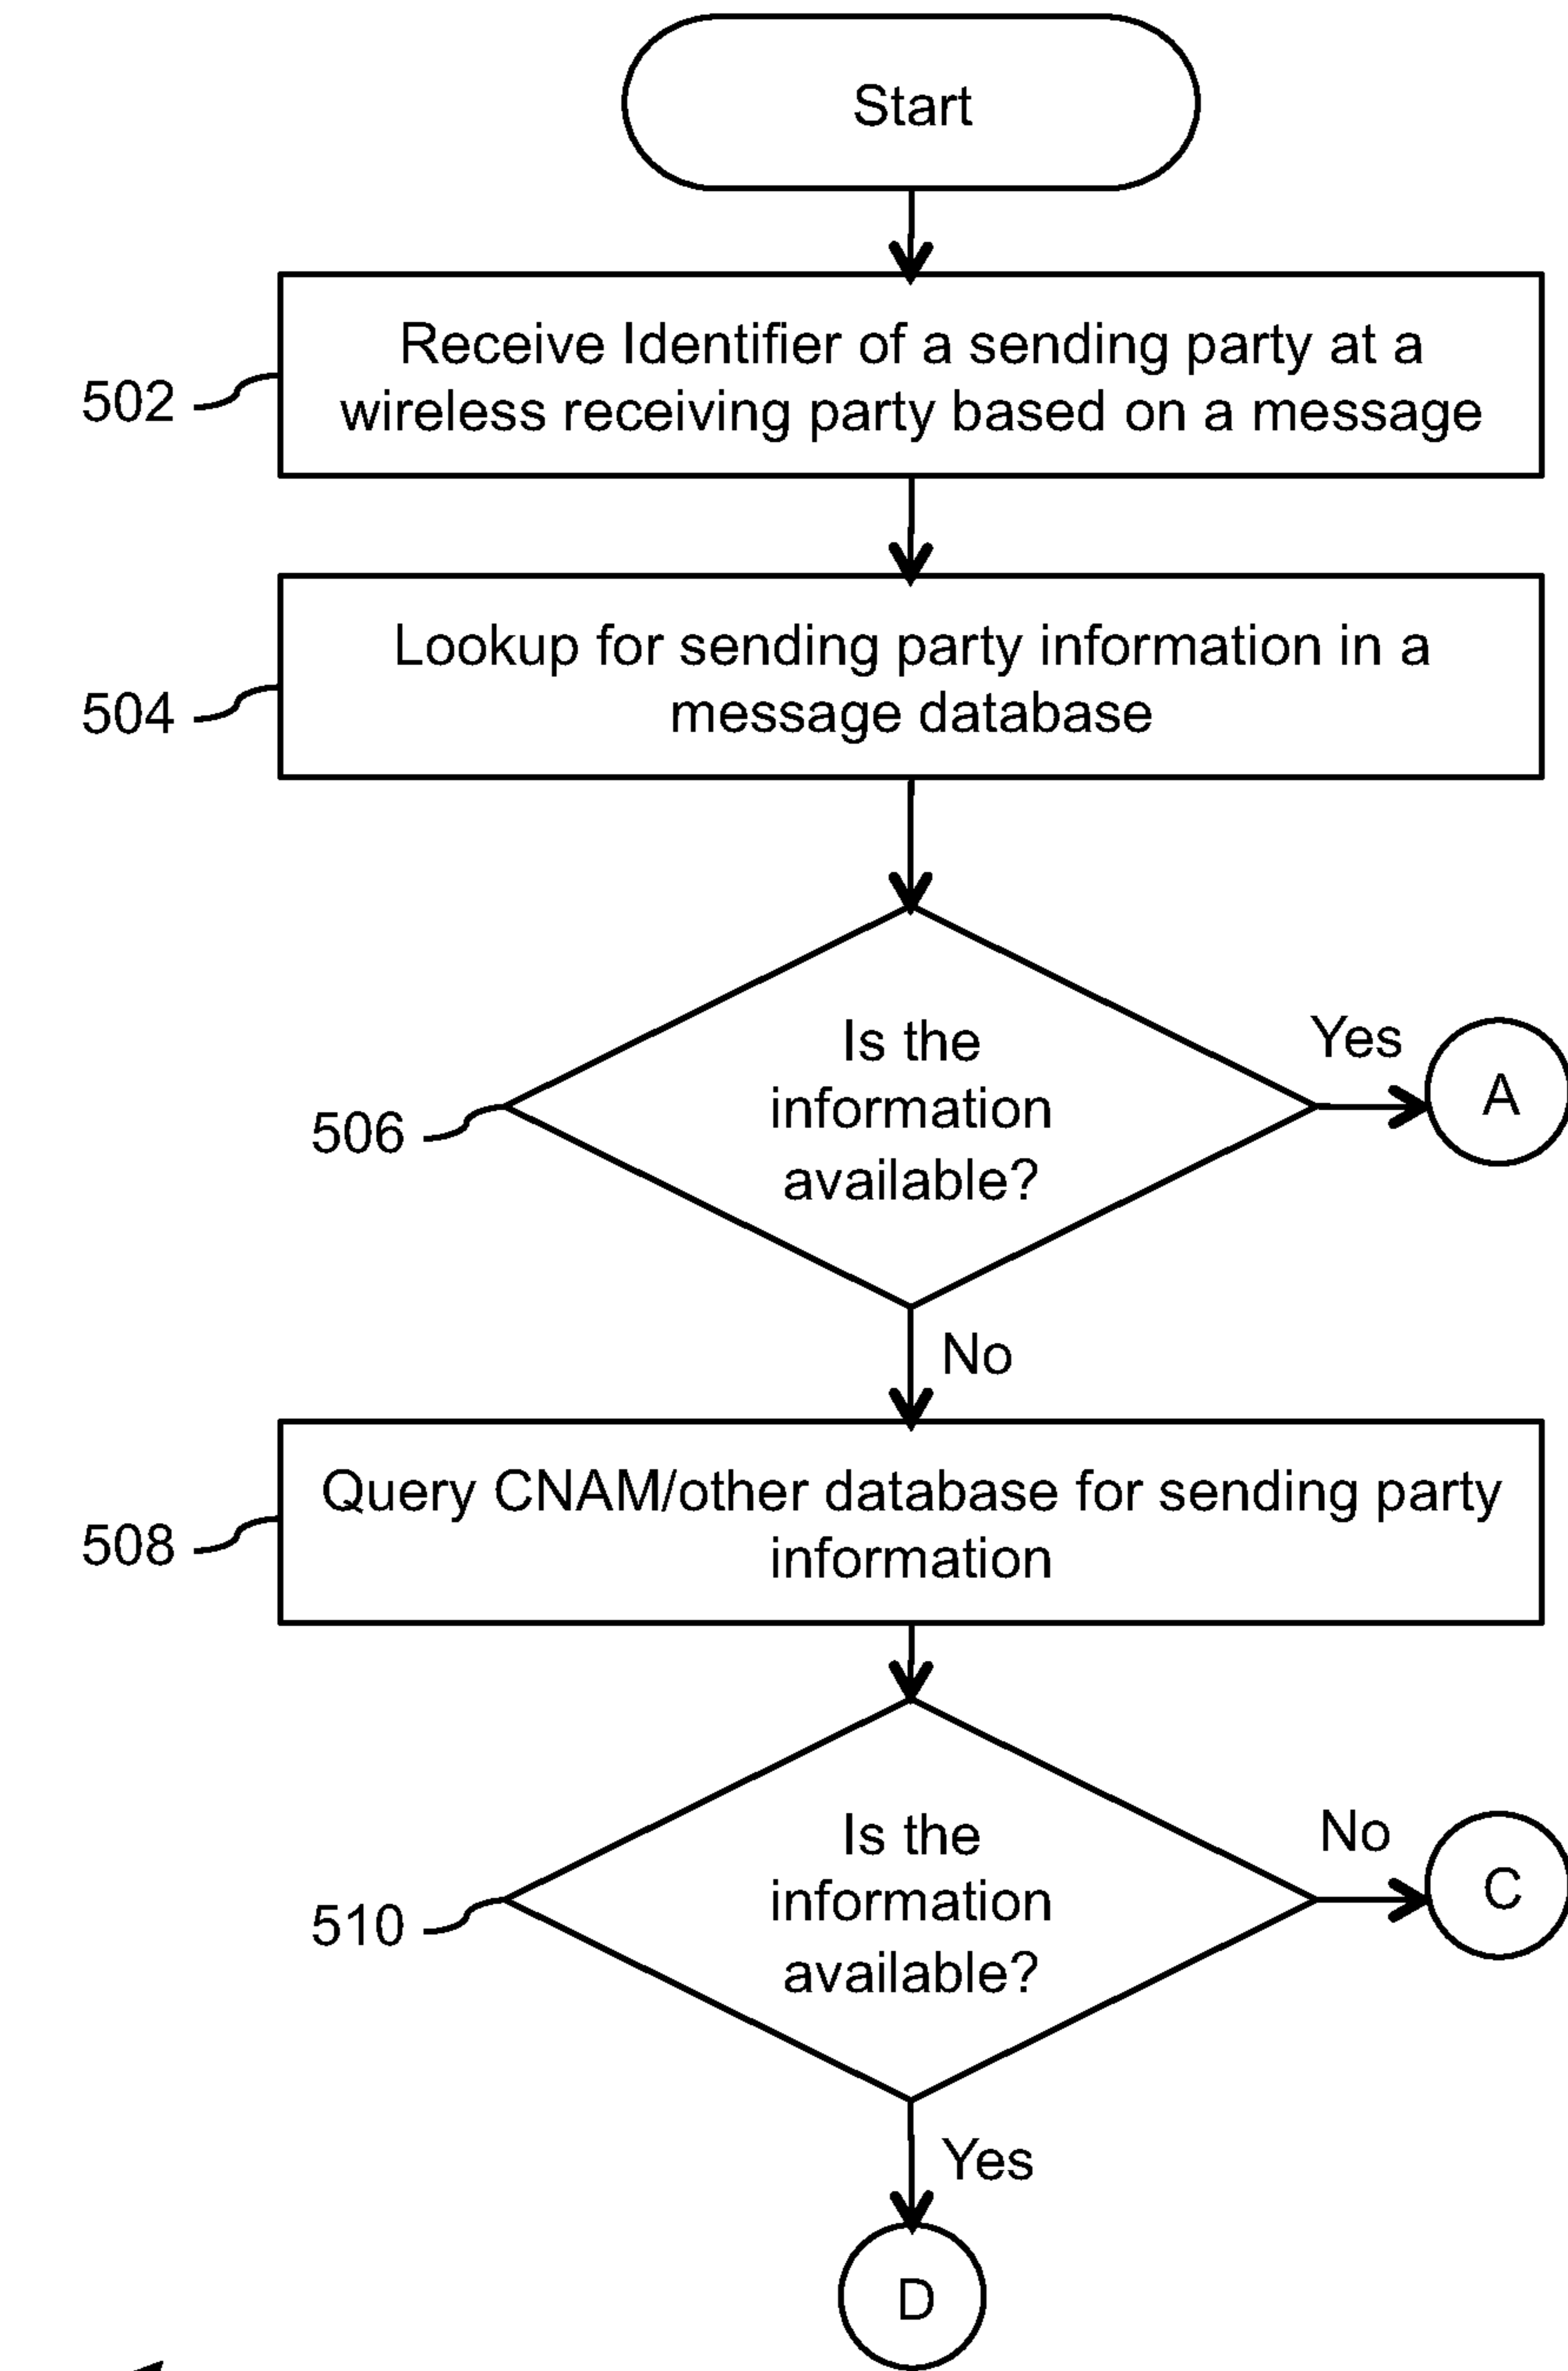 Start
502
Receive Identifier of a sending party at a
wireless receiving party based on a message
504
Lookup for sending party information in a
message database
506
Is the
information
available?
Yes
A
No
508
Query CNAM/other database for sending party
information
510
Is the
information
available?
No
C
Yes
D